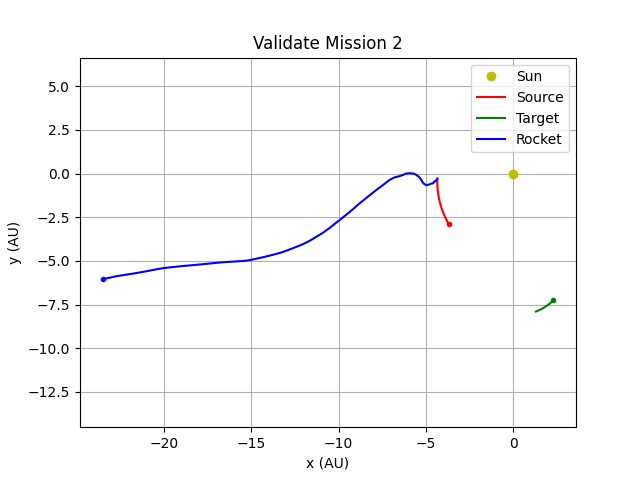 Validate Mission 2
Sun
Source
Target
Rocket
5.0
2.5
0.0
−2.5
−5.0
−7.5
−10.0
−12.5
y (AU)
−20
−15
−10
−5
0
x (AU)